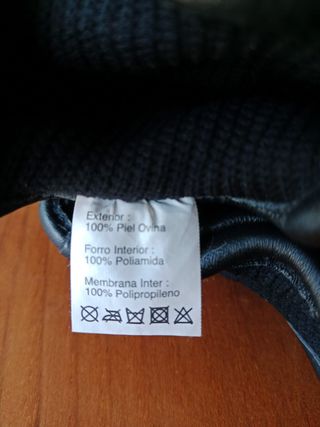 Exterior :
100% Piel Ovina
Forro Interior :
100% Poliamida
Membrana Inter :
100% Polipropileno